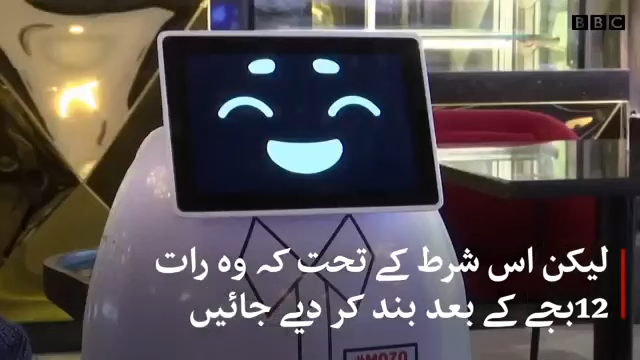 BBC
لیکن اس شرط کے تحت کہ وہ رات
12بجے کے بعد بند کر دیے جائیں